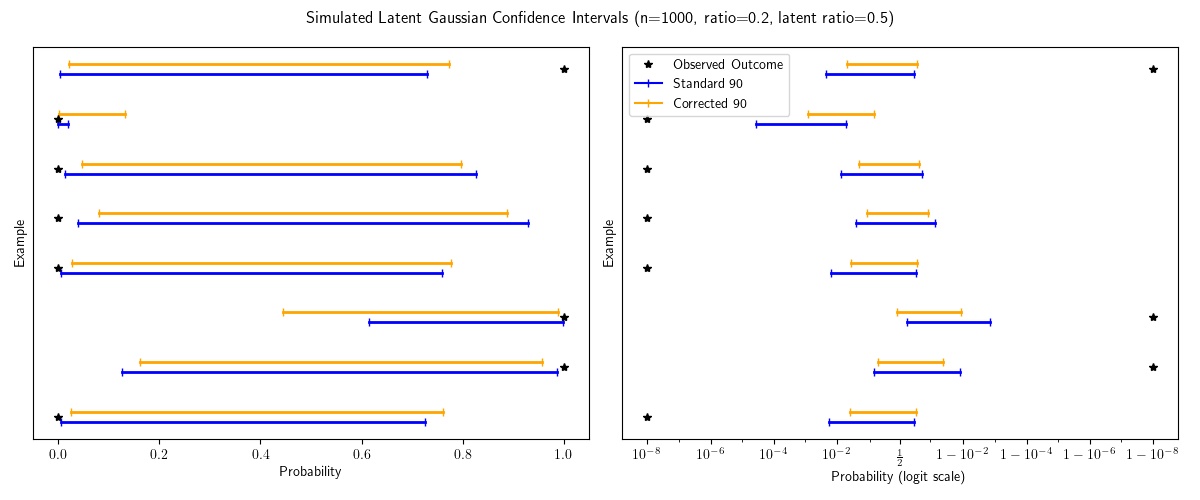 Simulated Latent Gaussian Confidence Intervals (n=1000, ratio=0.2, latent ratio=0.5)
Example
0.0 0.2 0.4 0.6 0.8 1.0
Probability
Observed Outcome
Standard 90
Corrected 90
Example
10⁻⁸ 10⁻⁶ 10⁻⁴ 10⁻² ½ 1 − 10⁻² 1 − 10⁻⁴ 1 − 10⁻⁶ 1 − 10⁻⁸
Probability (logit scale)